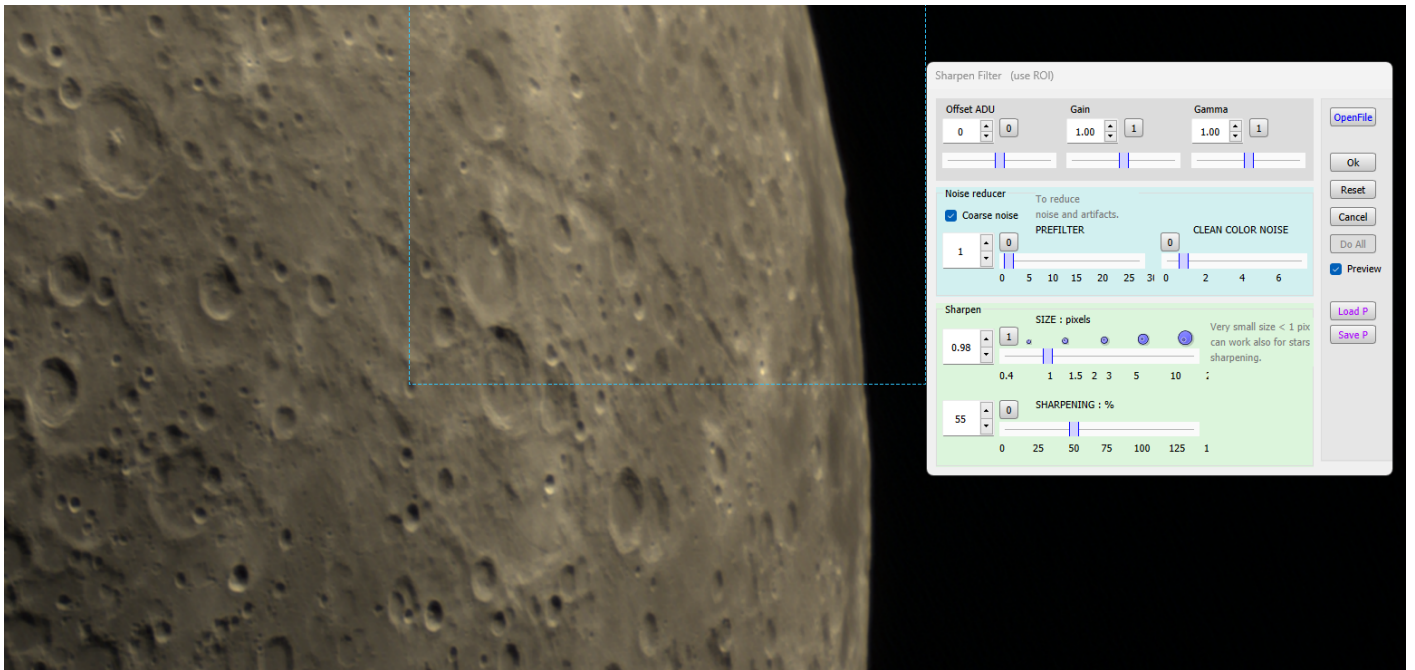 Sharpen Filter (use ROI)
Offset ADU
Gain
Gamma
0 0
1.00 1
1.00 1
OpenFile
Ok
Reset
Cancel
Do All
Preview
Load P
Save P
Noise reducer
To reduce
noise and artifacts.
Coarse noise
PREFILTER
CLEAN COLOR NOISE
1
0
0
0 5 10 15 20 25
0 2 4 6
Sharpen
SIZE : pixels
0.98
1
Very small size < 1 pix
can work also for stars
sharpening.
0.4 1 1.5 2 3 5 10
SHARPENING : %
55
0
0 25 50 75 100 125